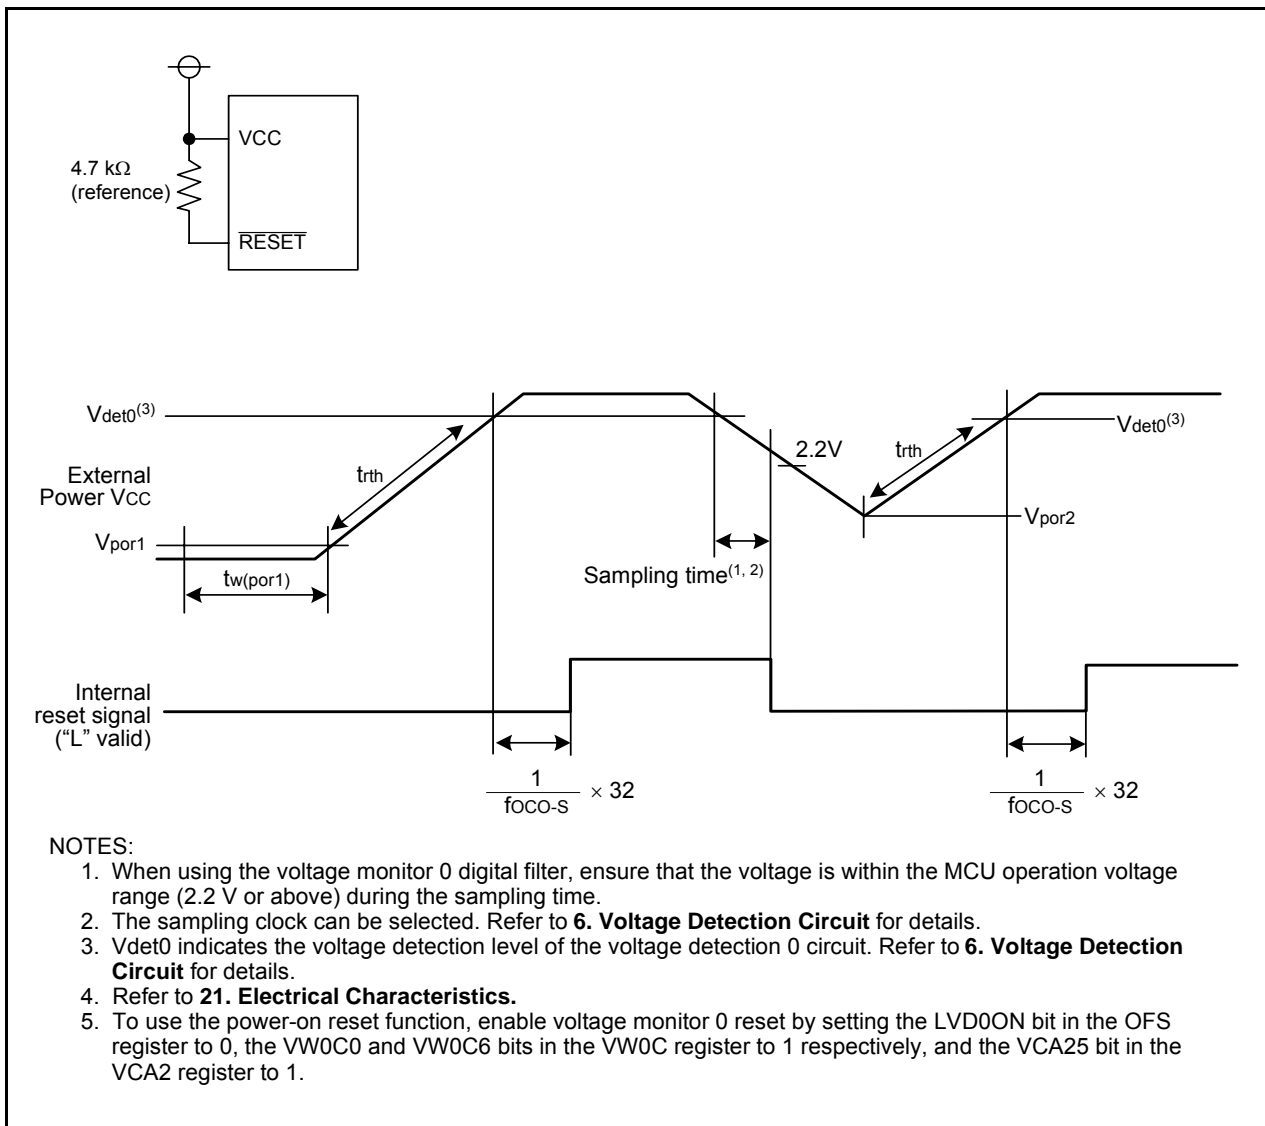 VCC
4.7 kΩ
(reference)
RESET
Vdet0(3)
2.2V
Vdet0(3)
trth
trth
External
Power VCC
Vpor1
Vpor2
Sampling time(1, 2)
tw(por1)
Internal
reset signal
(“L” valid)
1
fOCO-S
× 32
1
fOCO-S
× 32
NOTES:
1. When using the voltage monitor 0 digital filter, ensure that the voltage is within the MCU operation voltage
range (2.2 V or above) during the sampling time.
2. The sampling clock can be selected. Refer to 6. Voltage Detection Circuit for details.
3. Vdet0 indicates the voltage detection level of the voltage detection 0 circuit. Refer to 6. Voltage Detection
Circuit for details.
4. Refer to 21. Electrical Characteristics.
5. To use the power-on reset function, enable voltage monitor 0 reset by setting the LVD0ON bit in the OFS
register to 0, the VW0C0 and VW0C6 bits in the VW0C register to 1 respectively, and the VCA25 bit in the
VCA2 register to 1.